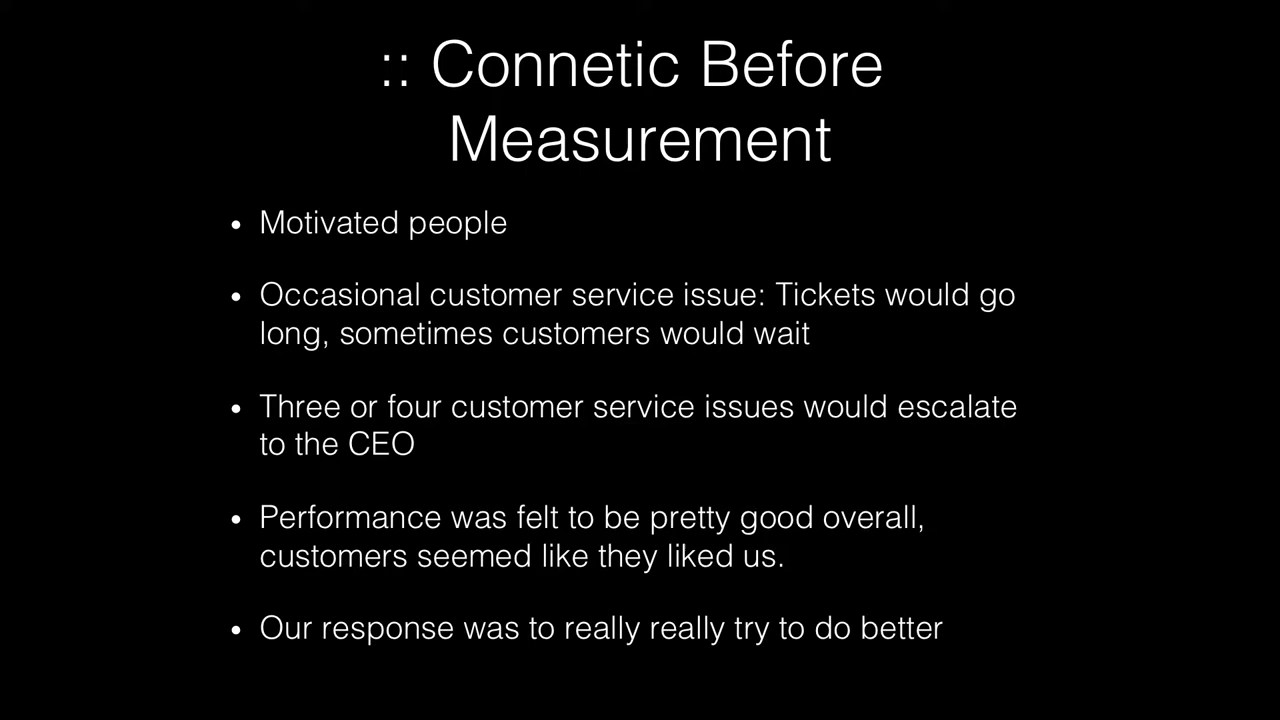 :: Connetic Before
Measurement
• Motivated people
• Occasional customer service issue: Tickets would go
long, sometimes customers would wait
• Three or four customer service issues would escalate
to the CEO
• Performance was felt to be pretty good overall,
customers seemed like they liked us.
• Our response was to really really try to do better